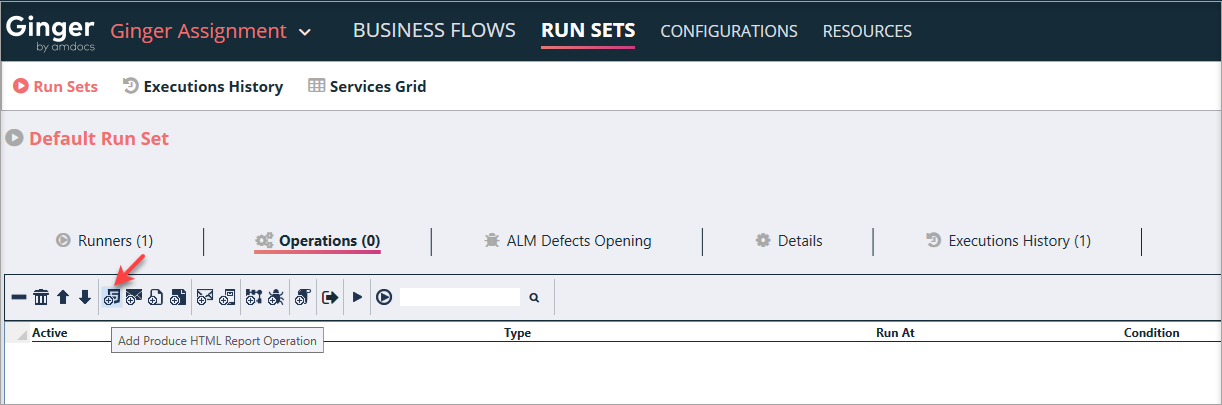 Ginger by amdocs Ginger Assignment BUSINESS FLOWS RUN SETS CONFIGURATIONS RESOURCES
Run Sets Executions History Services Grid
Default Run Set
Runners (1) Operations (0) ALM Defects Opening Details Executions History (1)
Active Type Run At Condition
Add Produce HTML Report Operation